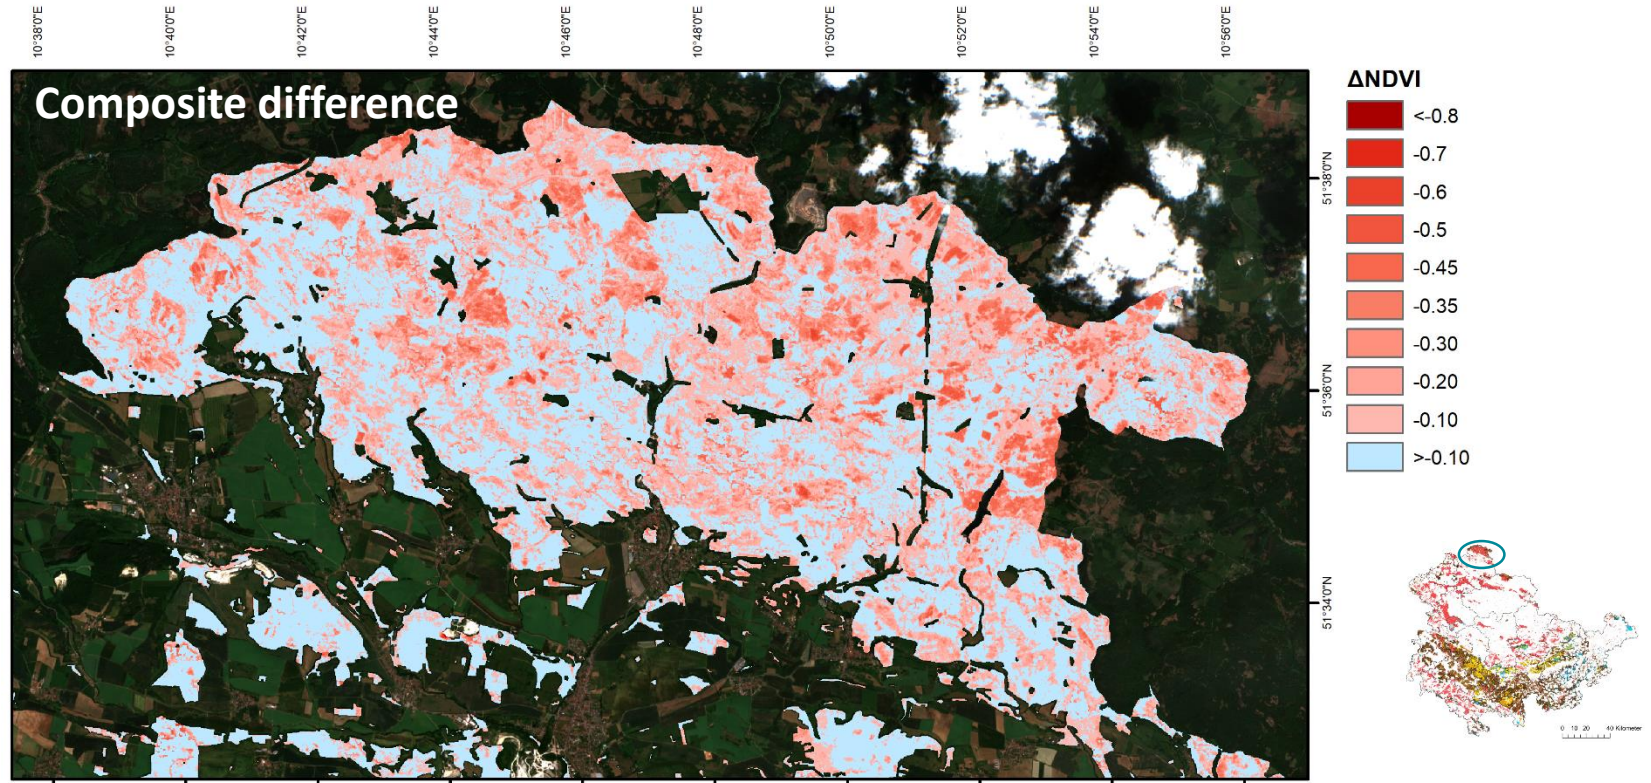 10°38'0"E
10°40'0"E
10°42'0"E
10°44'0"E
10°46'0"E
10°48'0"E
10°50'0"E
10°52'0"E
10°54'0"E
10°56'0"E
Composite difference
51°38'0"N
51°36'0"N
51°34'0"N
ΔNDVI
<-0.8
-0.7
-0.6
-0.5
-0.45
-0.35
-0.30
-0.20
-0.10
>-0.10
0 10 20 40 Kilometer